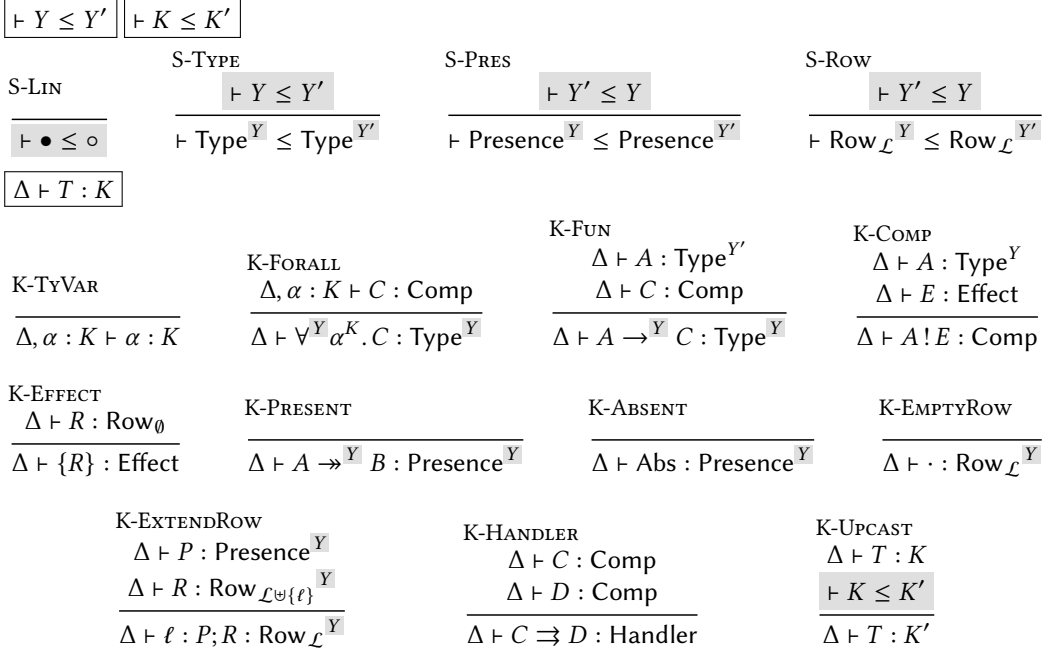 ⊢ Y ≤ Y′ ⊢ K ≤ K′
S-Lin
⊢ • ≤ ◦
S-Type
⊢ Y ≤ Y′
⊢ Type^Y ≤ Type^Y′
S-Pres
⊢ Y′ ≤ Y
⊢ Presence^Y ≤ Presence^Y′
S-Row
⊢ Y′ ≤ Y
⊢ Row_ℒ^Y ≤ Row_ℒ^Y′
Δ ⊢ T : K
K-TyVar
Δ, α : K ⊢ α : K
K-Forall
Δ, α : K ⊢ C : Comp
Δ ⊢ ∀^Y α^K. C : Type^Y
K-Fun
Δ ⊢ A : Type^Y′
Δ ⊢ C : Comp
Δ ⊢ A →^Y C : Type^Y
K-Comp
Δ ⊢ A : Type^Y
Δ ⊢ E : Effect
Δ ⊢ A ! E : Comp
K-Effect
Δ ⊢ R : Row_∅
Δ ⊢ {R} : Effect
K-Present
Δ ⊢ A ↠^Y B : Presence^Y
K-Absent
Δ ⊢ Abs : Presence^Y
K-EmptyRow
Δ ⊢ · : Row_ℒ^Y
K-ExtendRow
Δ ⊢ P : Presence^Y
Δ ⊢ R : Row_ℒ⊎{ℓ}^Y
Δ ⊢ ℓ : P; R : Row_ℒ^Y
K-Handler
Δ ⊢ C : Comp
Δ ⊢ D : Comp
Δ ⊢ C ⇉ D : Handler
K-Upcast
Δ ⊢ T : K
⊢ K ≤ K′
Δ ⊢ T : K′